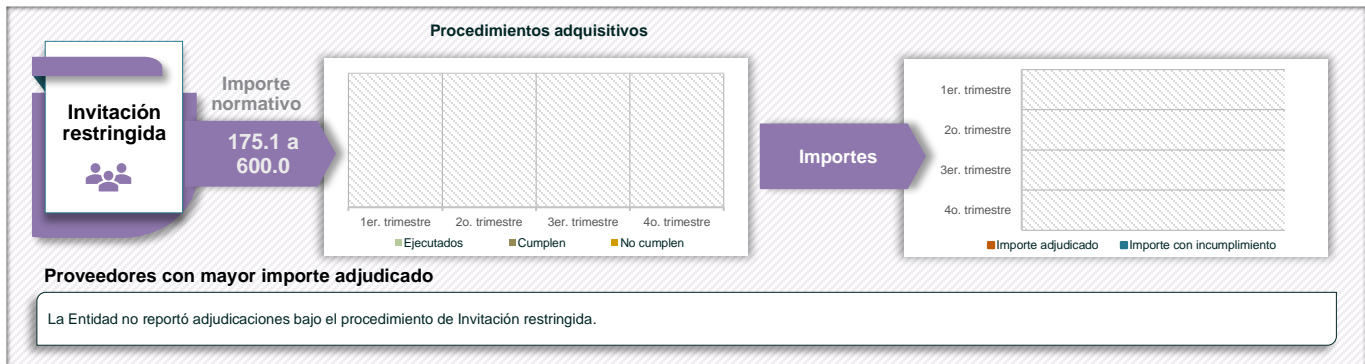 Procedimientos adquisitivos
Invitación
restringida
Importe
normativo
175.1 a
600.0
1er. trimestre
2o. trimestre
3er. trimestre
4o. trimestre
Ejecutados
Cumplen
No cumplen
Importes
1er. trimestre
2o. trimestre
3er. trimestre
4o. trimestre
Importe adjudicado
Importe con incumplimiento
Proveedores con mayor importe adjudicado
La Entidad no reportó adjudicaciones bajo el procedimiento de Invitación restringida.